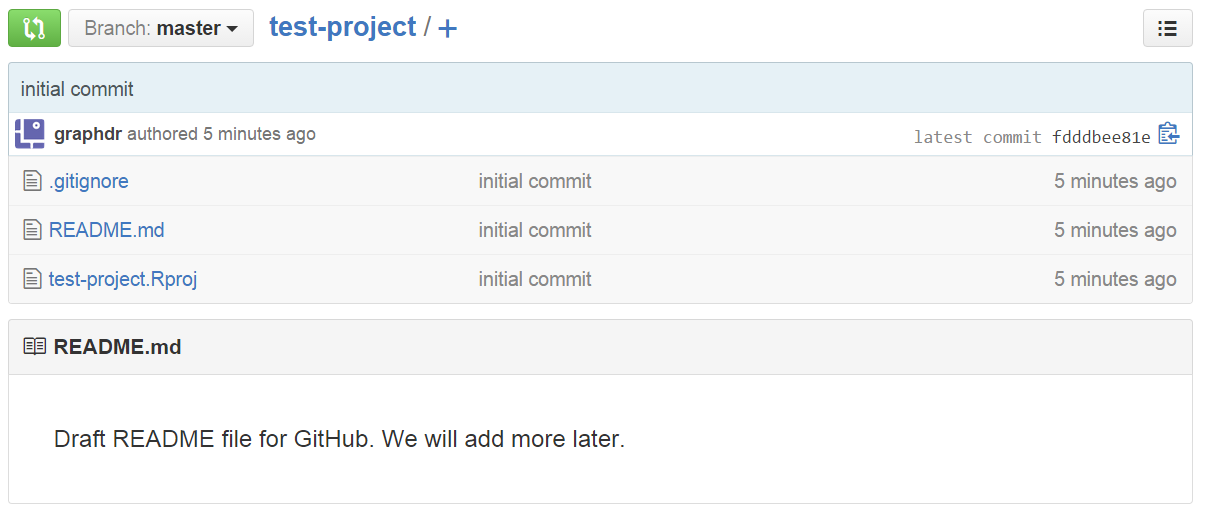 Branch: master test-project / +
initial commit
graphdr authored 5 minutes ago latest commit fdddbee81e
.gitignore initial commit 5 minutes ago
README.md initial commit 5 minutes ago
test-project.Rproj initial commit 5 minutes ago
README.md
Draft README file for GitHub. We will add more later.